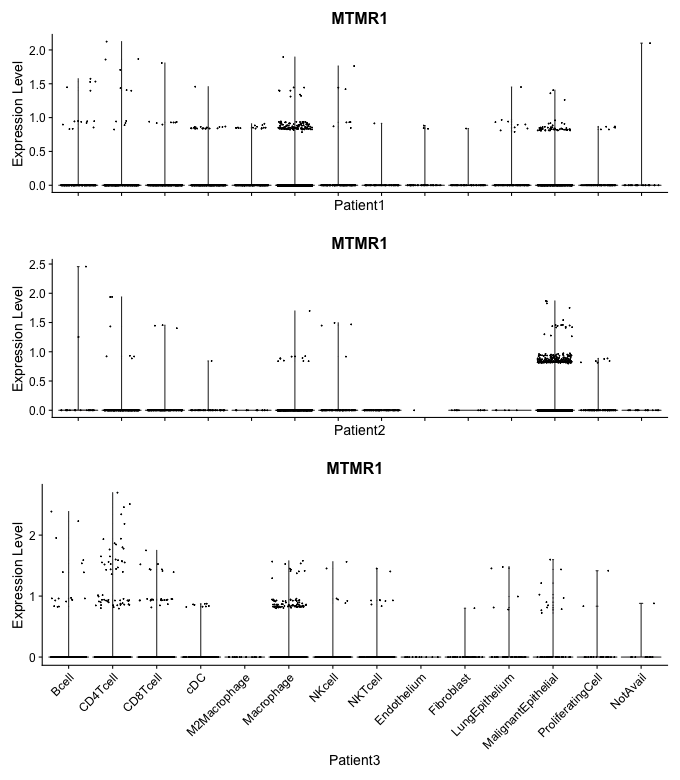 MTMR1
Expression Level
2.0
1.5
1.0
0.5
0.0
Patient1
MTMR1
Expression Level
2.5
2.0
1.5
1.0
0.5
0.0
Patient2
MTMR1
Expression Level
2
1
0
Bcell
CD4Tcell
CD8Tcell
cDC
M2Macrophage
Macrophage
NKcell
NKTcell
Endothelium
Fibroblast
LungEpithelium
MalignantEpithelial
ProliferatingCell
NotAvail
Patient3